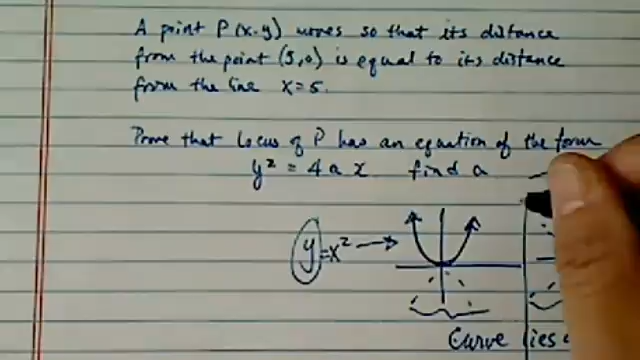 A point P(x.y) moves so that its distance
from the point (5,0) is equal to its distance
from the line x=5.
Prove that locus of P has an equation of the form
y² = 4 a x find a
y = x²
Curve lies